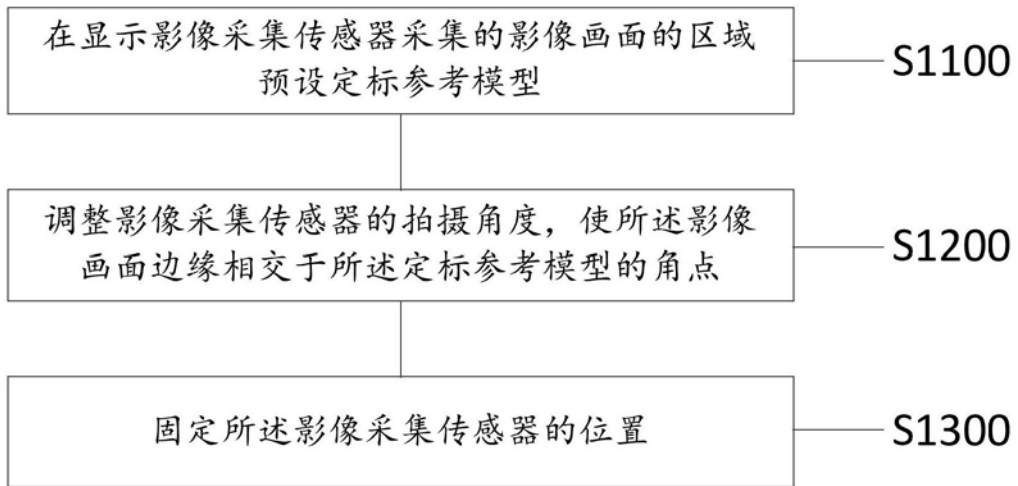 在显示影像采集传感器采集的影像画面的区域
预设定标参考模型
S1100
调整影像采集传感器的拍摄角度，使所述影像
画面边缘相交于所述定标参考模型的角点
S1200
固定所述影像采集传感器的位置
S1300